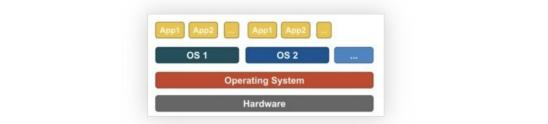 App1 App2 ... App1 App2 ...
OS 1 OS 2 ...
Operating System
Hardware